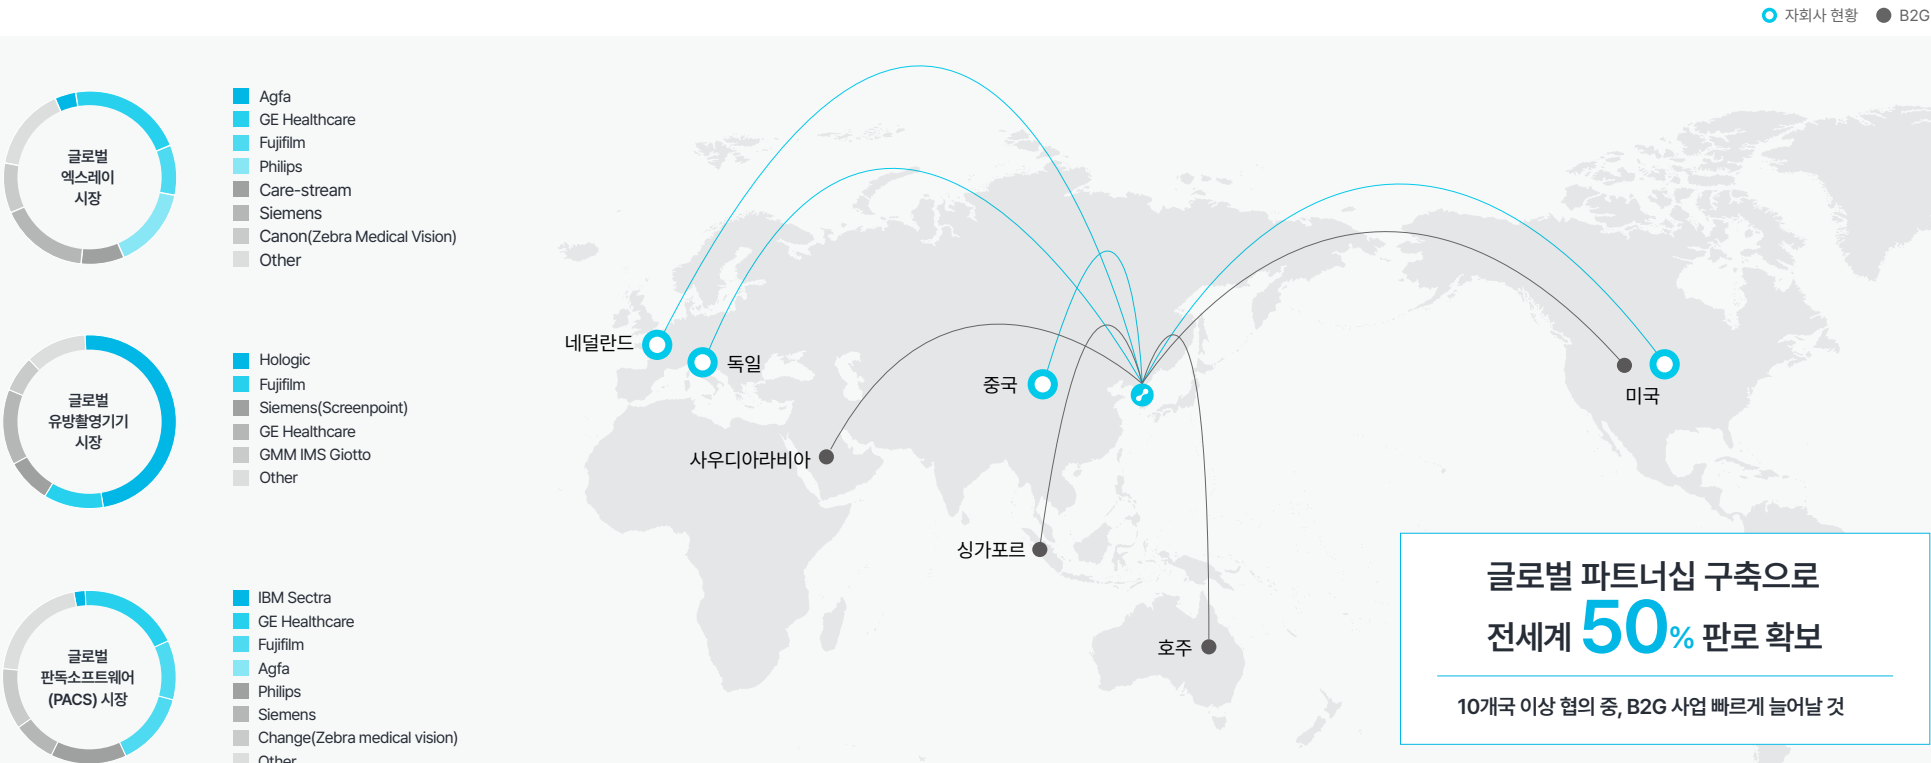 자회사 현황
B2G
글로벌
엑스레이
시장
Agfa
GE Healthcare
Fujifilm
Philips
Care-stream
Siemens
Canon(Zebra Medical Vision)
Other
글로벌
유방촬영기기
시장
Hologic
Fujifilm
Siemens(Screenpoint)
GE Healthcare
GMM IMS Giotto
Other
글로벌
판독소프트웨어
(PACS) 시장
IBM Sectra
GE Healthcare
Fujifilm
Agfa
Philips
Siemens
Change(Zebra medical vision)
Other
네덜란드
독일
중국
사우디아라비아
싱가포르
호주
미국
글로벌 파트너십 구축으로
전세계 50% 판로 확보
10개국 이상 협의 중, B2G 사업 빠르게 늘어날 것